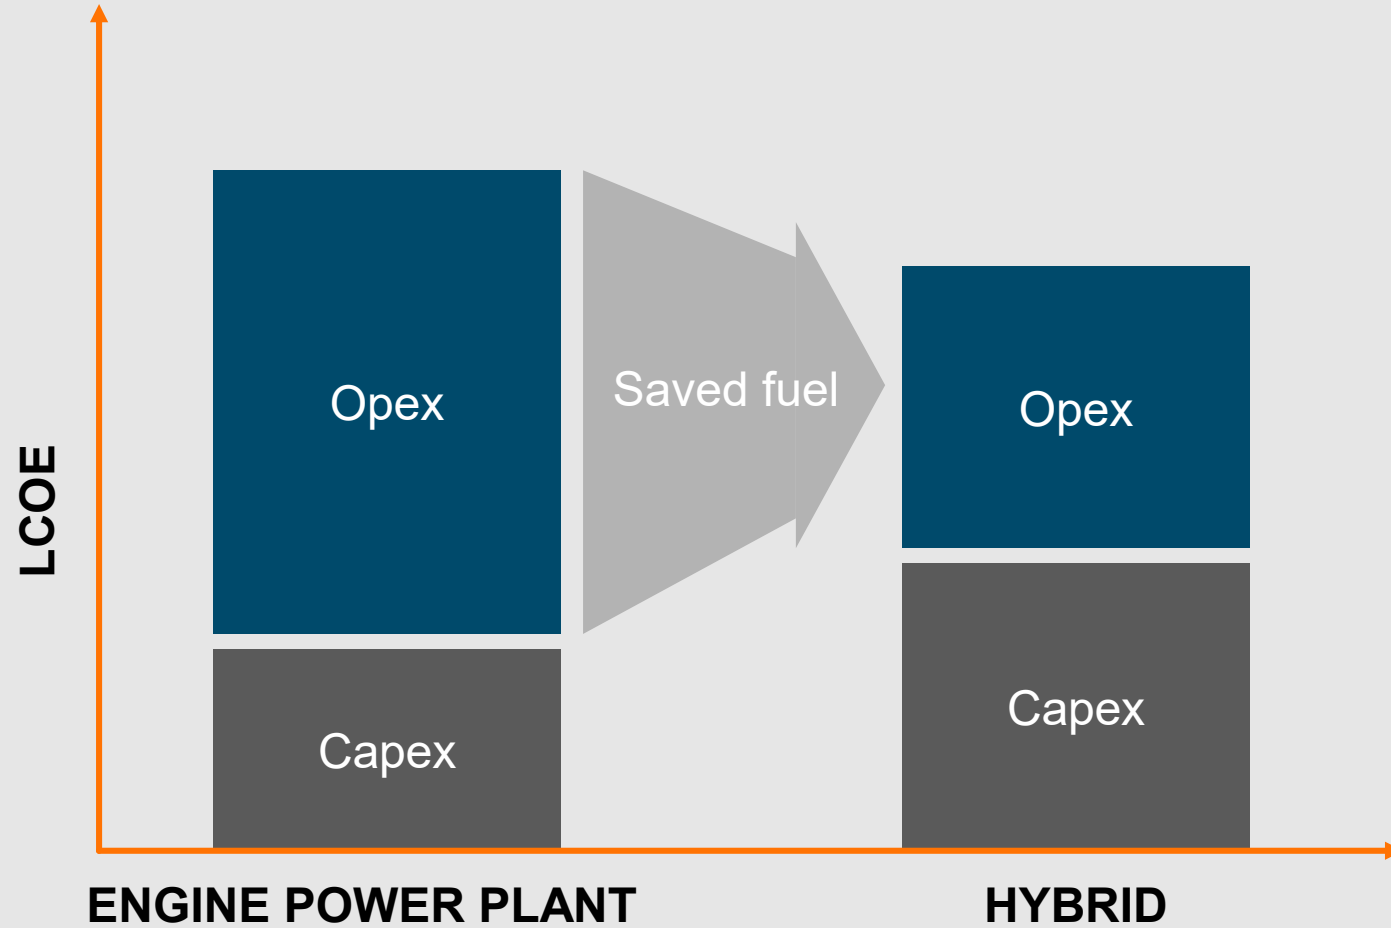 LCOE
Opex
Saved fuel
Opex
Capex
Capex
ENGINE POWER PLANT
HYBRID